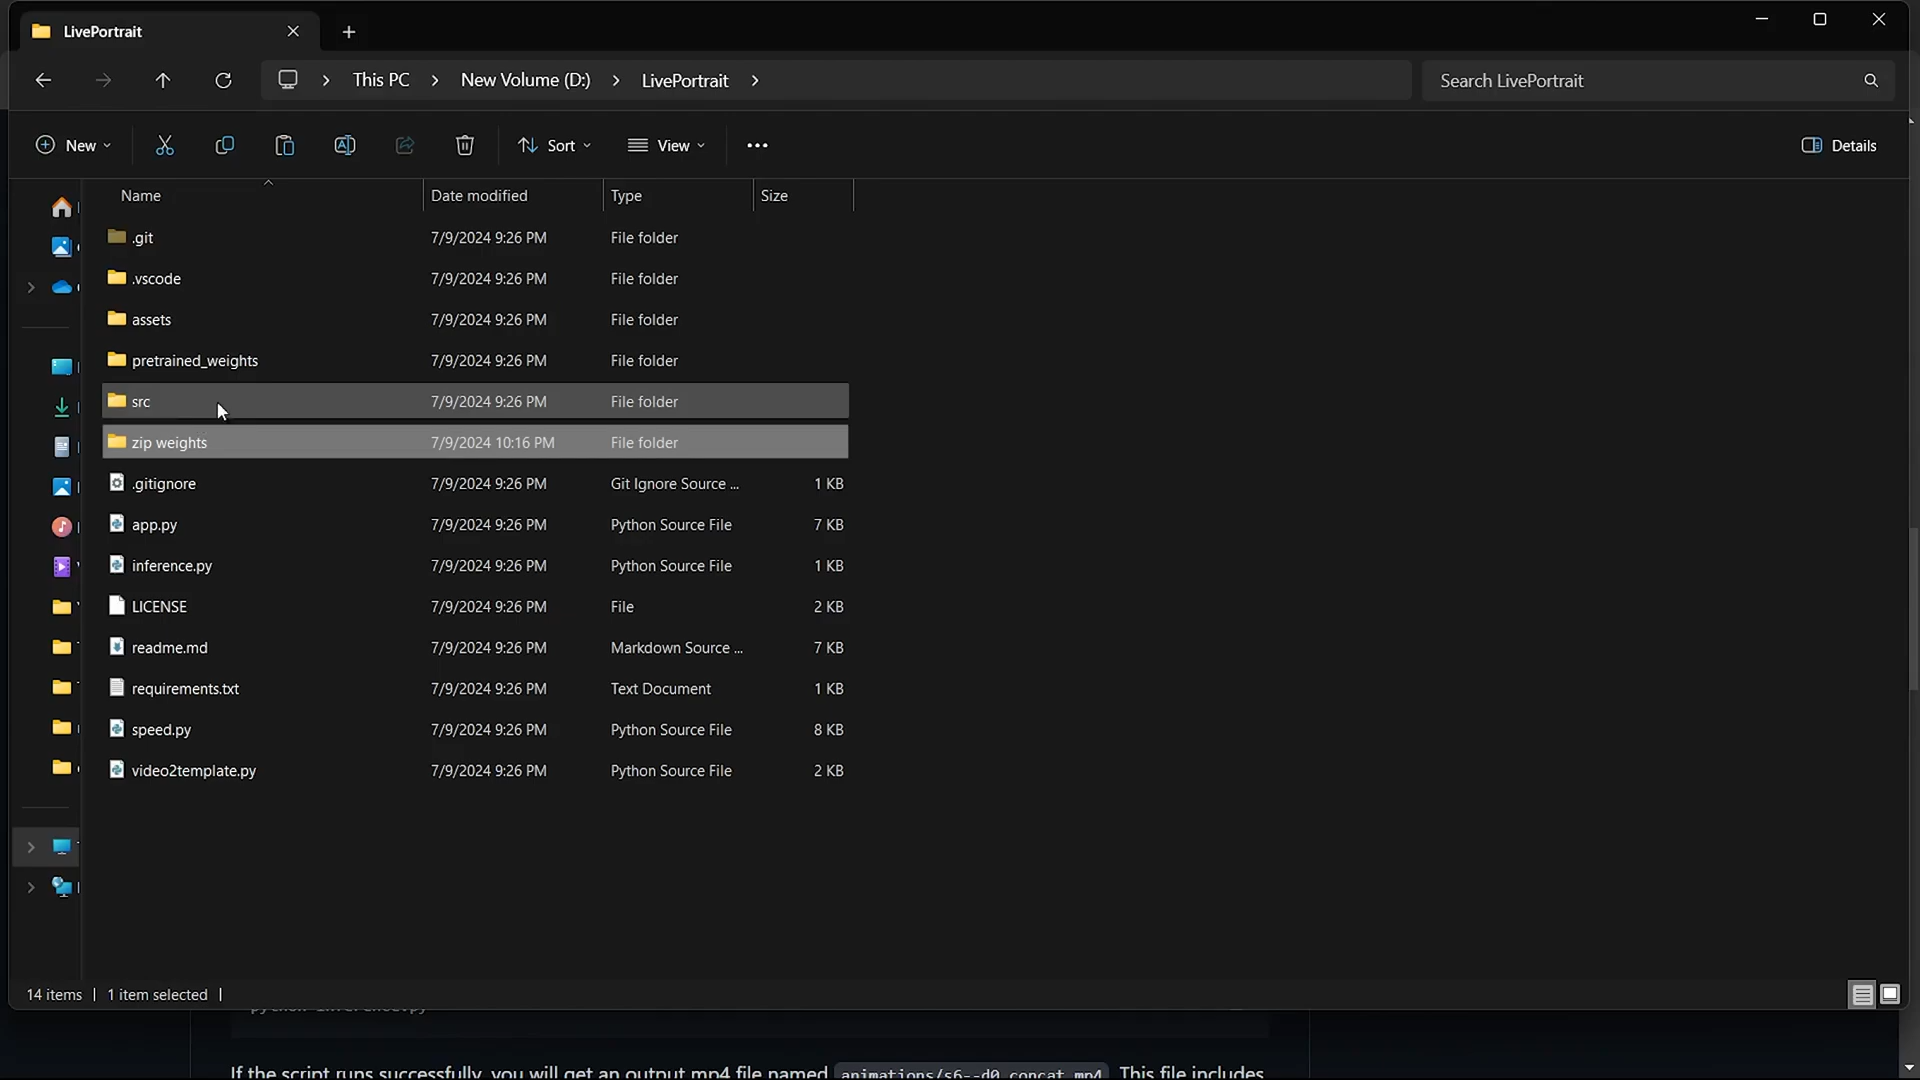 LivePortrait
This PC
New Volume (D:)
LivePortrait
Search LivePortrait
New
Sort
View
Details
Name Date modified Type Size
.git 7/9/2024 9:26 PM File folder
.vscode 7/9/2024 9:26 PM File folder
assets 7/9/2024 9:26 PM File folder
pretrained_weights 7/9/2024 9:26 PM File folder
src 7/9/2024 9:26 PM File folder
zip weights 7/9/2024 10:16 PM File folder
.gitignore 7/9/2024 9:26 PM Git Ignore Source ... 1 KB
app.py 7/9/2024 9:26 PM Python Source File 7 KB
inference.py 7/9/2024 9:26 PM Python Source File 1 KB
LICENSE 7/9/2024 9:26 PM File 2 KB
readme.md 7/9/2024 9:26 PM Markdown Source ... 7 KB
requirements.txt 7/9/2024 9:26 PM Text Document 1 KB
speed.py 7/9/2024 9:26 PM Python Source File 8 KB
video2template.py 7/9/2024 9:26 PM Python Source File 2 KB
14 items 1 item selected
If the script runs successfully, you will get an output mp4 file named animations/s6--d0_concat.mp4 This file includes